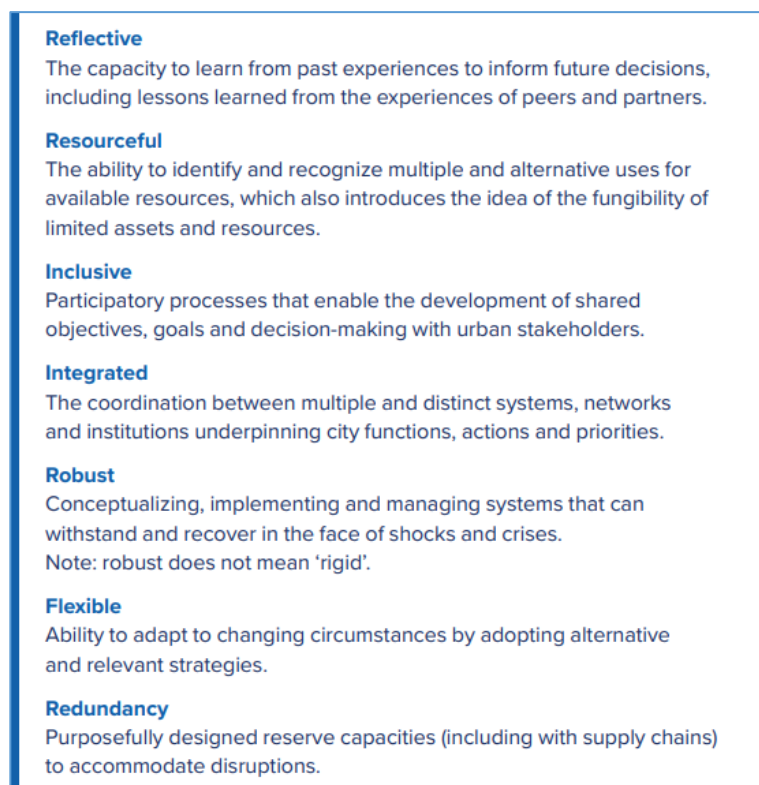 Reflective
The capacity to learn from past experiences to inform future decisions,
including lessons learned from the experiences of peers and partners.
Resourceful
The ability to identify and recognize multiple and alternative uses for
available resources, which also introduces the idea of the fungibility of
limited assets and resources.
Inclusive
Participatory processes that enable the development of shared
objectives, goals and decision-making with urban stakeholders.
Integrated
The coordination between multiple and distinct systems, networks
and institutions underpinning city functions, actions and priorities.
Robust
Conceptualizing, implementing and managing systems that can
withstand and recover in the face of shocks and crises.
Note: robust does not mean ‘rigid’.
Flexible
Ability to adapt to changing circumstances by adopting alternative
and relevant strategies.
Redundancy
Purposefully designed reserve capacities (including with supply chains)
to accommodate disruptions.